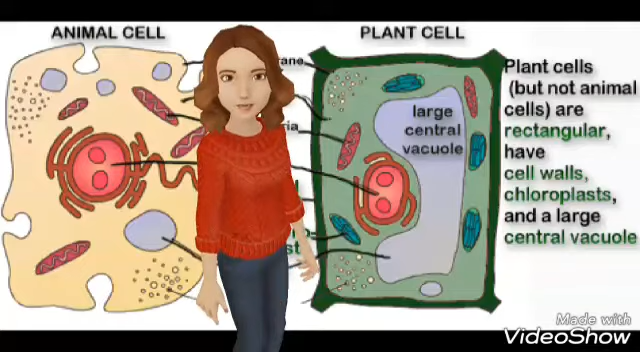 ANIMAL CELL
PLANT CELL
large
central
vacuole
Plant cells
(but not animal
cells) are
rectangular,
have
cell walls,
chloroplasts,
and a large
central vacuole
Made with
VideoShow